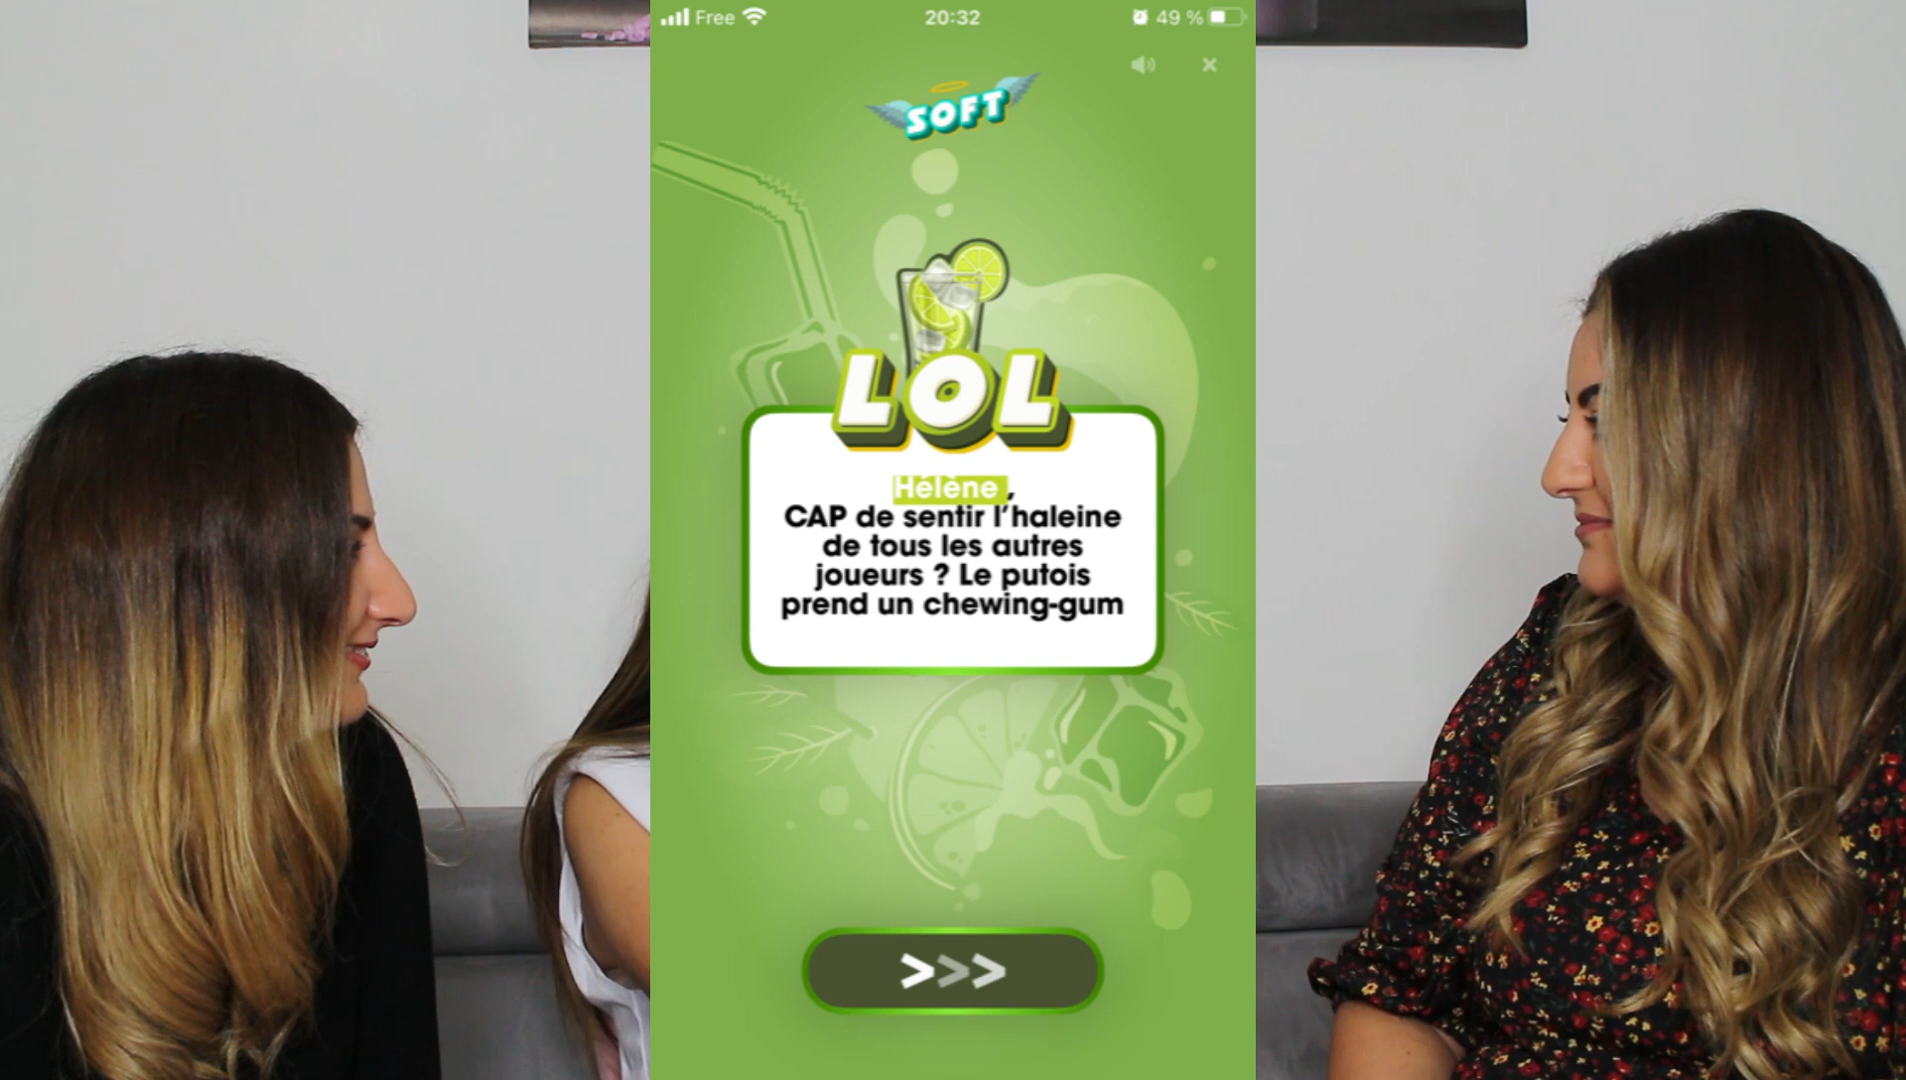 Free 20:32 49 %
SOFT
LOL
Hélène ,
CAP de sentir l’haleine
de tous les autres
joueurs ? Le putois
prend un chewing-gum
>>>